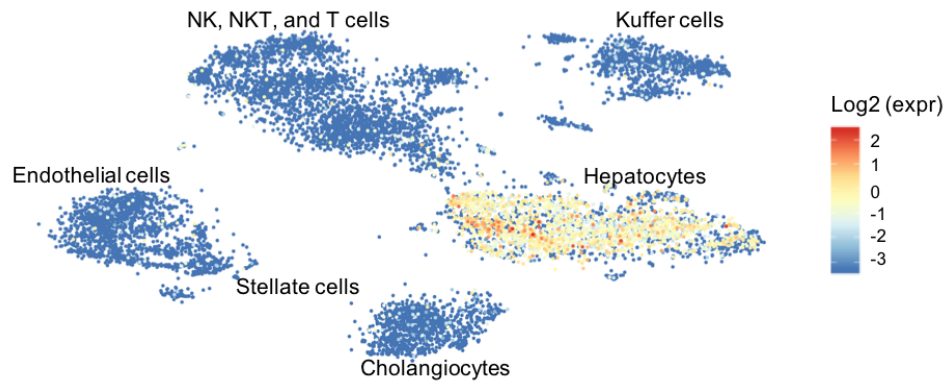 NK, NKT, and T cells
Kuffer cells
Log2 (expr)
2
1
0
-1
-2
-3
Endothelial cells
Hepatocytes
Stellate cells
Cholangiocytes